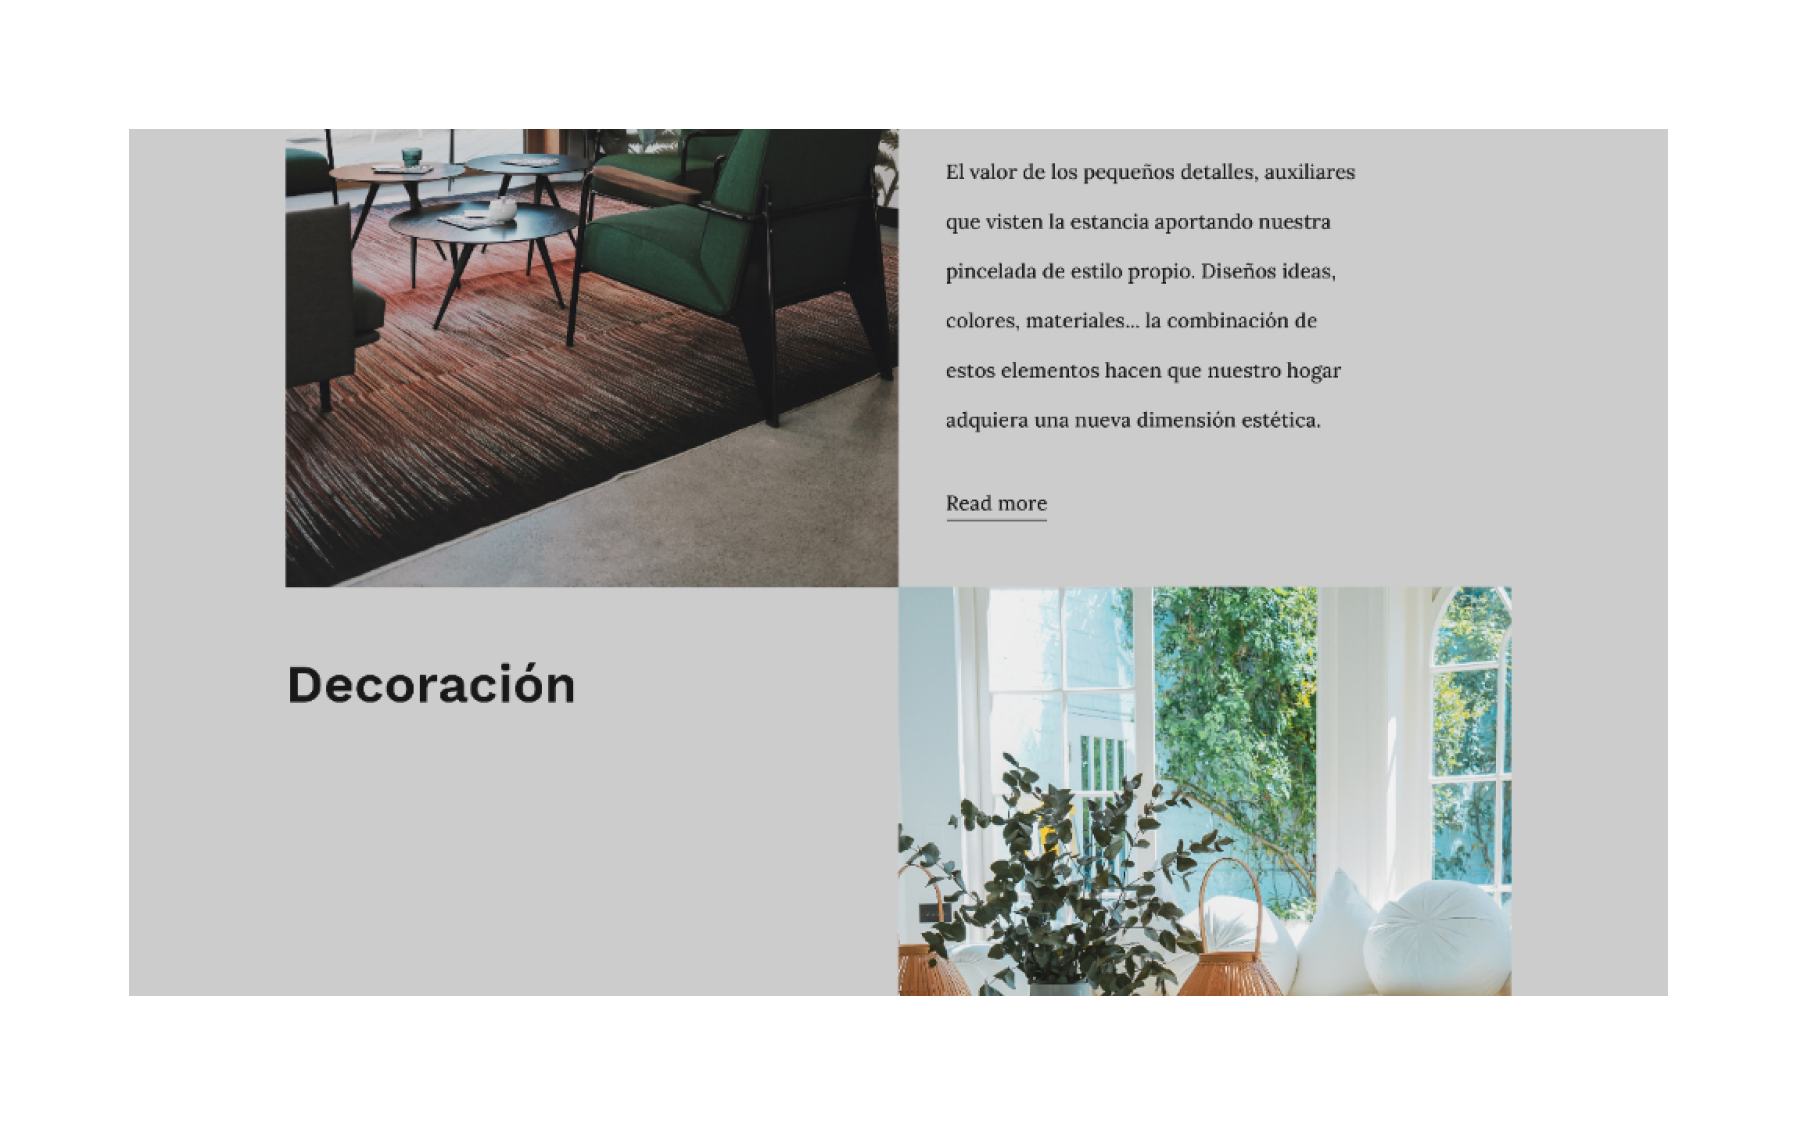 El valor de los pequeños detalles, auxiliares
que visten la estancia aportando nuestra
pincelada de estilo propio. Diseños ideas,
colores, materiales... la combinación de
estos elementos hacen que nuestro hogar
adquiera una nueva dimensión estética.
Read more
Decoración